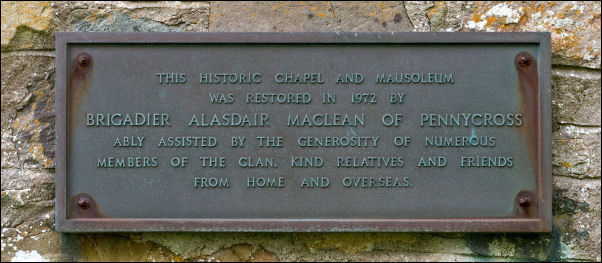 THIS HISTORIC CHAPEL AND MAUSOLEUM
WAS RESTORED IN 1972 BY
BRIGADIER ALASDAIR MACLEAN OF PENNYCROSS
ABLY ASSISTED BY THE GENEROSITY OF NUMEROUS
MEMBERS OF THE CLAN, KIND RELATIVES AND FRIENDS
FROM HOME AND OVERSEAS.